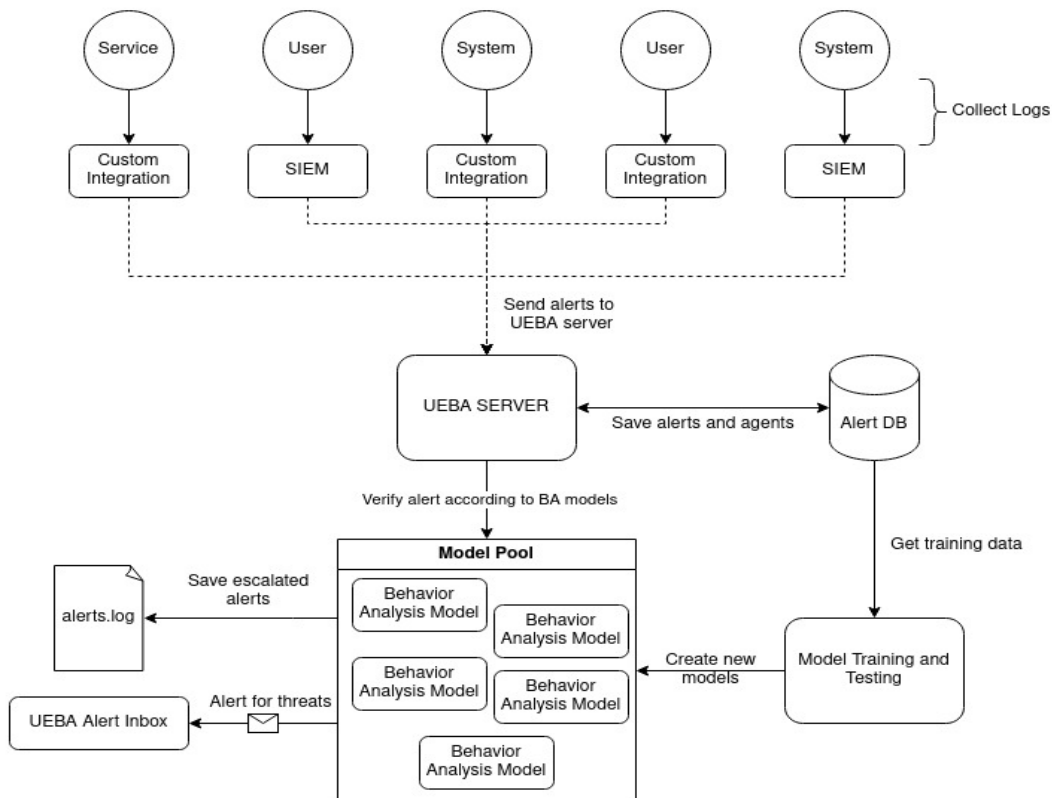 Service
User
System
User
System
Collect Logs
Custom
Integration
SIEM
Custom
Integration
Custom
Integration
SIEM
Send alerts to
UEBA server
UEBA SERVER
Save alerts and agents
Alert DB
Verify alert according to BA models
Get training data
Model Pool
Save escalated
alerts
alerts.log
Behavior
Analysis Model
Behavior
Analysis Model
Behavior
Analysis Model
Behavior
Analysis Model
Behavior
Analysis Model
Create new
models
Model Training and
Testing
Alert for threats
UEBA Alert Inbox